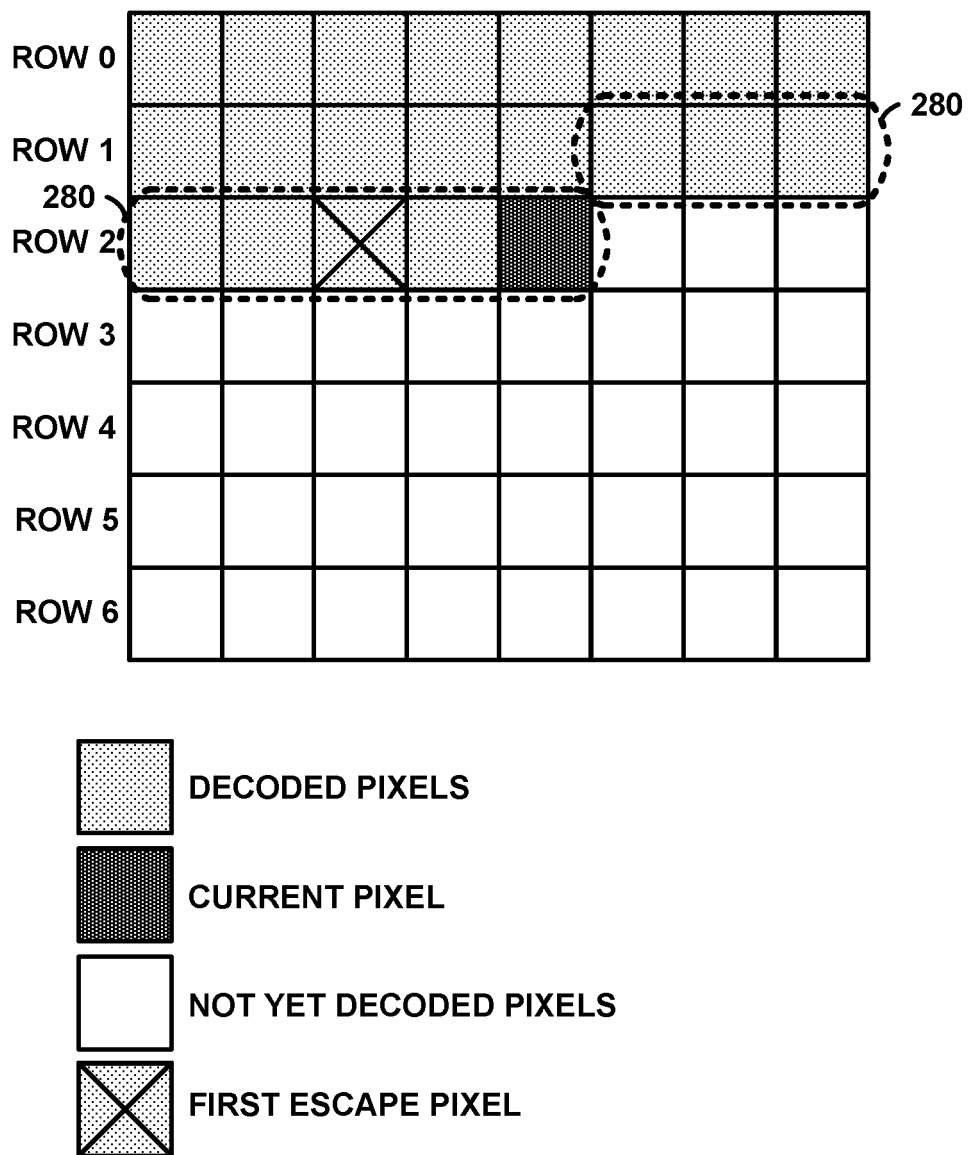 ROW 0
280
ROW 1
280
ROW 2
ROW 3
ROW 4
ROW 5
ROW 6
DECODED PIXELS
CURRENT PIXEL
NOT YET DECODED PIXELS
FIRST ESCAPE PIXEL